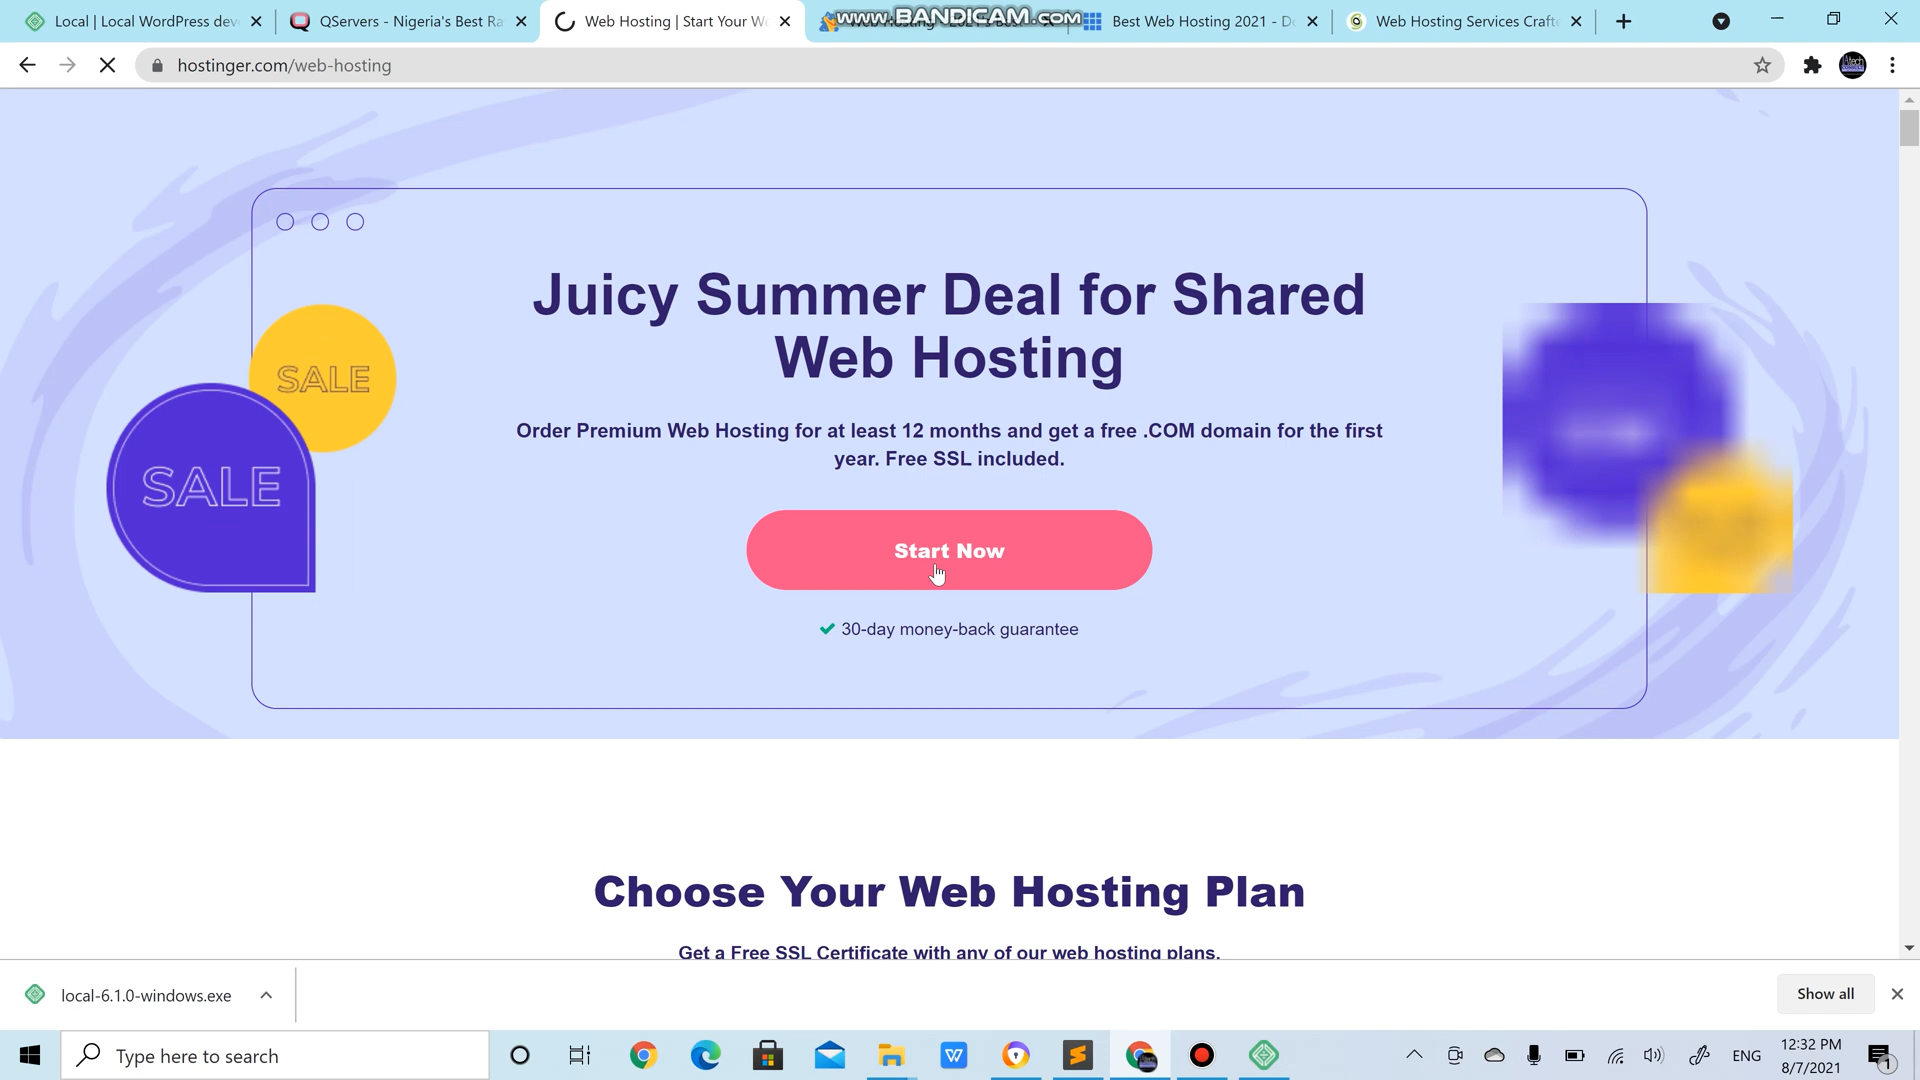 Local | Local WordPress dev
QServers - Nigeria's Best Ra
Web Hosting | Start Your W
www.BANDICAM.com
Best Web Hosting 2021 - D
Web Hosting Services Craft
hostinger.com/web-hosting
Juicy Summer Deal for Shared
Web Hosting
SALE
SALE
Order Premium Web Hosting for at least 12 months and get a free .COM domain for the first
year. Free SSL included.
Start Now
30-day money-back guarantee
Choose Your Web Hosting Plan
Get a Free SSL Certificate with any of our web hosting plans.
local-6.1.0-windows.exe
Show all
Type here to search
ENG
12:32 PM
8/7/2021
1